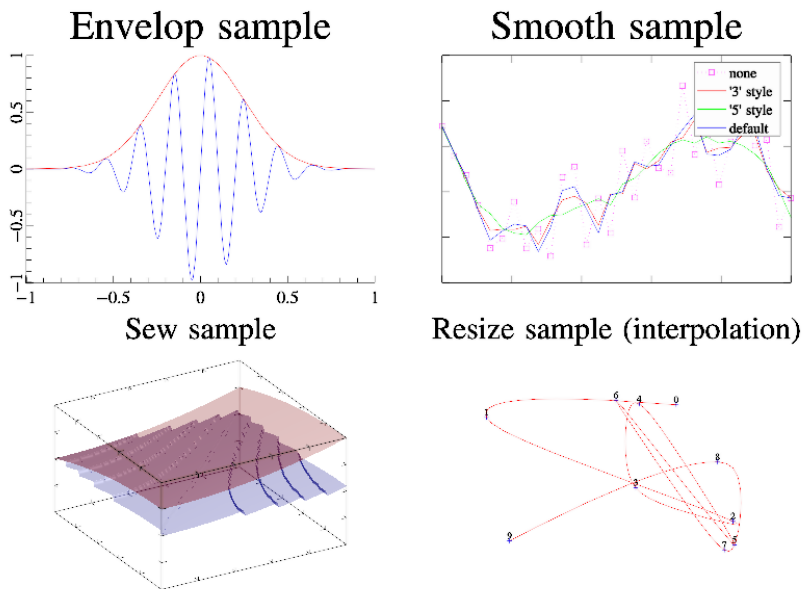 Envelop sample
Smooth sample
1
0.5
0
−0.5
−1
−1 −0.5 0 0.5 1
none
'3' style
'5' style
default
Sew sample
Resize sample (interpolation)
6 4 0
1
8
3
2
9
7 5